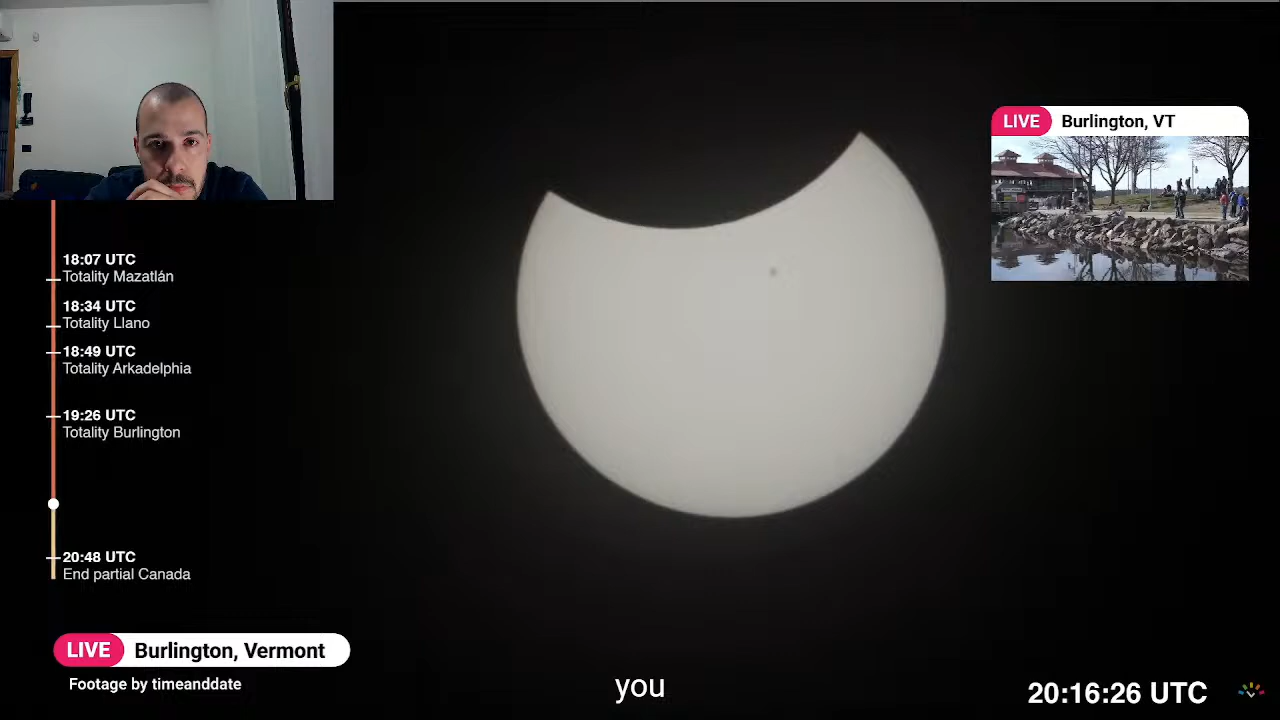 18:07 UTC
Totality Mazatlán
18:34 UTC
Totality Llano
18:49 UTC
Totality Arkadelphia
19:26 UTC
Totality Burlington
20:48 UTC
End partial Canada
LIVE Burlington, Vermont
Footage by timeanddate
LIVE Burlington, VT
you
20:16:26 UTC